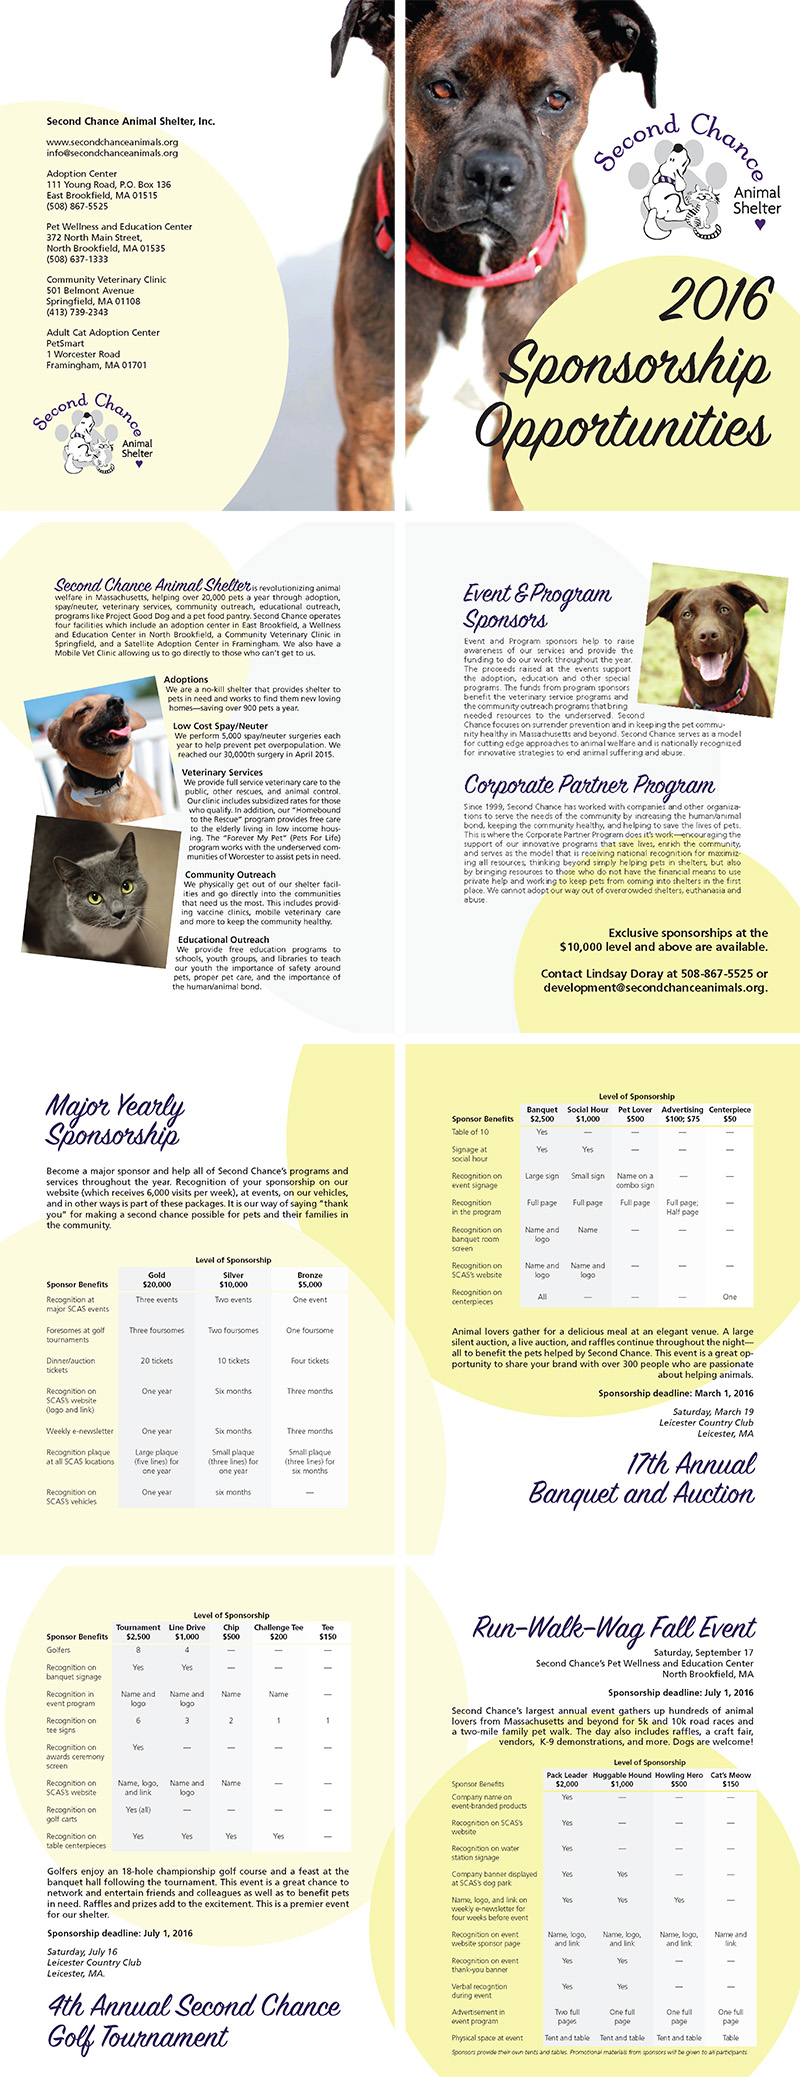 Second Chance Animal Shelter, Inc.
www.secondchanceanimals.org
info@secondchanceanimals.org
Adoption Center
111 Young Road, P.O. Box 136
East Brookfield, MA 01515
(508) 867-5525
Pet Wellness and Education Center
372 North Main Street,
North Brookfield, MA 01535
(508) 637-1333
Community Veterinary Clinic
501 Belmont Avenue
Springfield, MA 01108
(413) 739-2343
Adult Cat Adoption Center
PetSmart
1 Worcester Road
Framingham, MA 01701
Second Chance
Animal
Shelter
Second Chance
Animal
Shelter
2016
Sponsorship
Opportunities
Second Chance Animal Shelter is revolutionizing animal
welfare in Massachusetts, helping over 20,000 pets a year through adoption,
spay/neuter, veterinary services, community outreach, educational outreach,
programs like Project Good Dog and a pet food pantry. Second Chance operates
four facilities which include an adoption center in East Brookfield, a Wellness
and Education Center in North Brookfield, a Community Veterinary Clinic in
Springfield, and a Satellite Adoption Center in Framingham. We also have a
Mobile Vet Clinic allowing us to go directly to those who can't get to us.
Adoptions
We are a no-kill shelter that provides shelter to
pets in need and works to find them new loving
homes—saving over 900 pets a year.
Low Cost Spay/Neuter
We perform 5,000 spay/neuter surgeries each
year to help prevent pet overpopulation. We
reached our 30,000th surgery in April 2015.
Veterinary Services
We provide full service veterinary care to the
public, other rescues, and animal control.
Our clinic includes subsidized rates for those
who qualify. In addition, our "Homebound
to the Rescue" program provides free care
to the elderly living in low income hous-
ing. The "Forever My Pet" (Pets For Life)
program works with the underserved com-
munities of Worcester to assist pets in need.
Community Outreach
We physically get out of our shelter facil-
ities and go directly into the communities
that need us the most. This includes provid-
ing vaccine clinics, mobile veterinary care
and more to keep the community healthy.
Educational Outreach
We provide free education programs to
schools, youth groups, and libraries to teach
our youth the importance of safety around
pets, proper pet care, and the importance of
the human/animal bond.
Event & Program
Sponsors
Event and Program sponsors help to raise
awareness of our services and provide the
funding to do our work throughout the year.
The proceeds raised at the events support
the adoption, education and other special
programs. The funds from program sponsors
benefit the veterinary service programs and
the community outreach programs that bring
needed resources to the underserved. Second
Chance focuses on surrender prevention and in keeping the pet commu-
nity healthy in Massachusetts and beyond. Second Chance serves as a model
for cutting edge approaches to animal welfare and is nationally recognized
for innovative strategies to end animal suffering and abuse.
Corporate Partner Program
Since 1999, Second Chance has worked with companies and other organiza-
tions to serve the needs of the community by increasing the human/animal
bond, keeping the community healthy, and helping to save the lives of pets.
This is where the Corporate Partner Program does it's work—encouraging the
support of our innovative programs that save lives, enrich the community,
and serves as the model that is receiving national recognition for maximiz-
ing all resources, thinking beyond simply helping pets in shelters, but also
by bringing resources to those who do not have the financial means to use
private help and working to keep pets from coming into shelters in the first
place. We cannot adopt our way out of overcrowded shelters, euthanasia and
abuse.
Exclusive sponsorships at the
$10,000 level and above are available.
Contact Lindsay Doray at 508-867-5525 or
development@secondchanceanimals.org.
Major Yearly
Sponsorship
Become a major sponsor and help all of Second Chance's programs and
services throughout the year. Recognition of your sponsorship on our
website (which receives 6,000 visits per week), at events, on our vehicles,
and in other ways is part of these packages. It is our way of saying "thank
you" for making a second chance possible for pets and their families in
the community.
Level of Sponsorship
Gold Silver Bronze
Sponsor Benefits $20,000 $10,000 $5,000
Recognition at Three events Two events One event
major SCAS events
Foresomes at golf Three foursomes Two foursomes One foursome
tournaments
Dinner/auction 20 tickets 10 tickets Four tickets
tickets
Recognition on One year Six months Three months
SCAS's website
(logo and link)
Weekly e-newsletter One year Six months Three months
Recognition plaque Large plaque Small plaque Small plaque
at all SCAS locations (five lines) for (three lines) for (three lines) for
one year one year six months
Recognition on One year six months —
SCAS's vehicles
Level of Sponsorship
Banquet Social Hour Pet Lover Advertising Centerpiece
Sponsor Benefits $2,500 $1,000 $500 $100; $75 $50
Table of 10 Yes — — — —
Signage at Yes Yes — — —
social hour
Recognition on Large sign Small sign Name on a — —
event signage combo sign
Recognition Full page Full page Full page Full page; —
in the program Half page
Recognition on Name and Name — — —
banquet room logo
screen
Recognition on Name and Name and — — —
SCAS's website logo logo
Recognition on All — — — One
centerpieces
Animal lovers gather for a delicious meal at an elegant venue. A large
silent auction, a live auction, and raffles continue throughout the night—
all to benefit the pets helped by Second Chance. This event is a great op-
portunity to share your brand with over 300 people who are passionate
about helping animals.
Sponsorship deadline: March 1, 2016
Saturday, March 19
Leicester Country Club
Leicester, MA
17th Annual
Banquet and Auction
Level of Sponsorship
Tournament Line Drive Chip Challenge Tee Tee
Sponsor Benefits $2,500 $1,000 $500 $200 $150
Golfers 8 4 — — —
Recognition on Yes Yes — — —
banquet signage
Recognition in Name and Name and Name Name —
event program logo logo
Recognition on 6 3 2 1 1
tee signs
Recognition on Yes — — — —
awards ceremony
screen
Recognition on Name, logo, Name and Name — —
SCAS's website and link logo
Recognition on Yes (all) — — — —
golf carts
Recognition on Yes Yes Yes Yes —
table centerpieces
Golfers enjoy an 18-hole championship golf course and a feast at the
banquet hall following the tournament. This event is a great chance to
network and entertain friends and colleagues as well as to benefit pets
in need. Raffles and prizes add to the excitement. This is a premier event
for our shelter.
Sponsorship deadline: July 1, 2016
Saturday, July 16
Leicester Country Club
Leicester, MA.
4th Annual Second Chance
Golf Tournament
Run-Walk-Wag Fall Event
Saturday, September 17
Second Chance's Pet Wellness and Education Center
North Brookfield, MA
Sponsorship deadline: July 1, 2016
Second Chance's largest annual event gathers up hundreds of animal
lovers from Massachusetts and beyond for 5k and 10k road races and
a two-mile family pet walk. The day also includes raffles, a craft fair,
vendors, K-9 demonstrations, and more. Dogs are welcome!
Level of Sponsorship
Pack Leader Huggable Hound Howling Hero Cat's Meow
Sponsor Benefits $2,000 $1,000 $500 $150
Company name on Yes — — —
event-branded products
Recognition on SCAS's Yes — — —
website
Recognition on water Yes — — —
station signage
Company banner displayed Yes Yes — —
at SCAS's dog park
Name, logo, and link on Yes Yes Yes —
weekly e-newsletter for
four weeks before event
Recognition on event Name, logo, Name, logo, Name, logo, Name and
website sponsor page and link and link and link link
Recognition on event Yes Yes — —
thank-you banner
Verbal recogntion Yes Yes — —
during event
Advertisement in Two full One full One full One full
event program pages page page page
Physical space at event Tent and table Tent and table Tent and table Table
Sponsors provide their own tents and tables. Promotional materials from sponsors will be given to all participants.